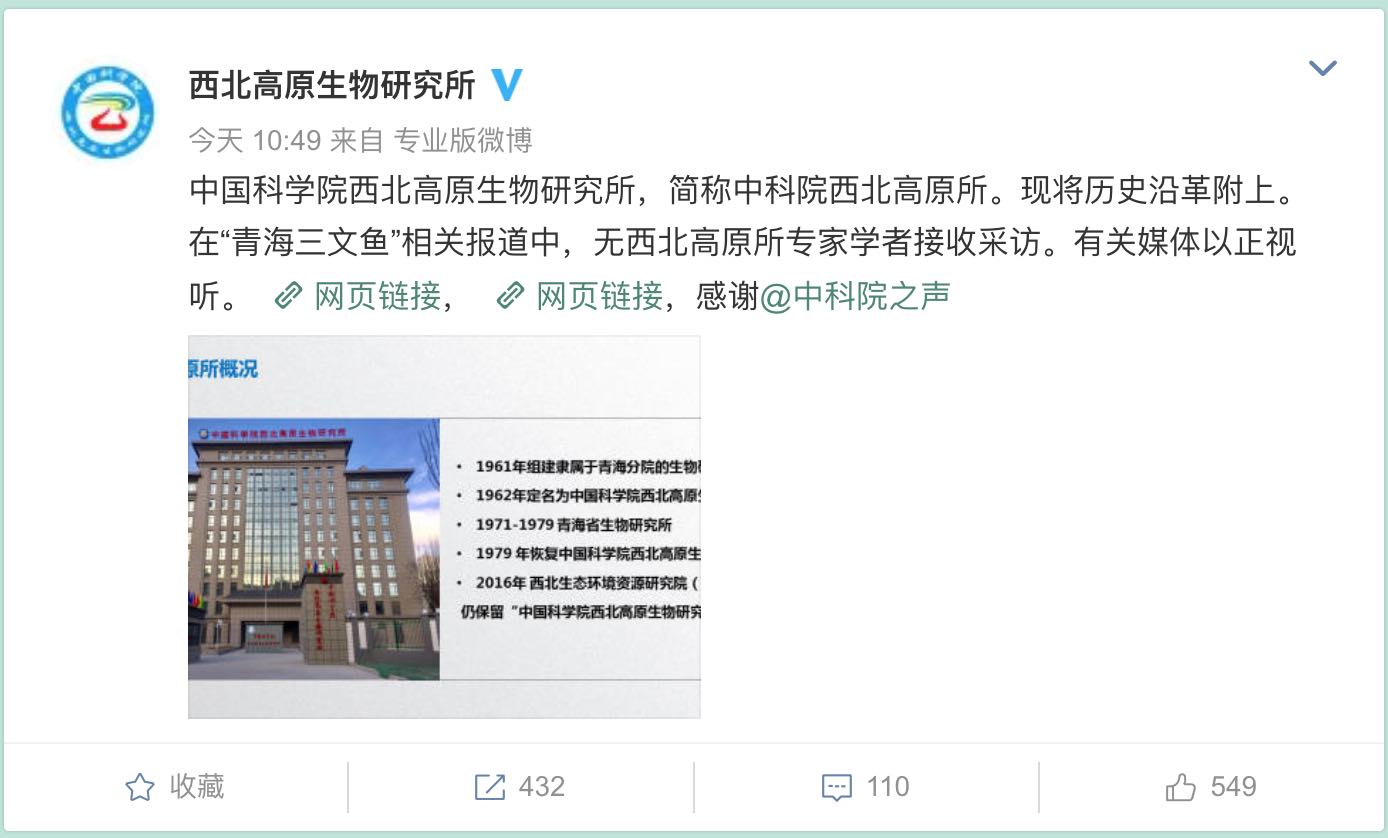 西北高原生物研究所
今天 10:49 来自 专业版微博
中国科学院西北高原生物研究所，简称中科院西北高原所。现将历史沿革附上。
在“青海三文鱼”相关报道中，无西北高原所专家学者接收采访。有关媒体以正视
听。 网页链接， 网页链接，感谢@中科院之声
原所概况
中国科学院西北高原生物研究所
1961年组建隶属于青海分院的生物研
1962年定名为中国科学院西北高原生
1971-1979 青海省生物研究所
1979 年恢复中国科学院西北高原生
2016年 西北生态环境资源研究院（
仍保留“中国科学院西北高原生物研究
收藏
432
110
549